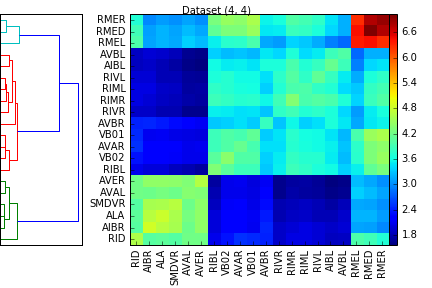 Dataset (4, 4)
RMER
RMED
RMEL
AVBL
AIBL
RIVL
RIML
RIMR
RIVR
AVBR
VB01
AVAR
VB02
RIBL
AVER
AVAL
SMDVR
ALA
AIBR
RID
6.6
6.0
5.4
4.8
4.2
3.6
3.0
2.4
1.8
RID
AIBR
ALA
SMDVR
AVAL
AVER
RIBL
VB02
AVAR
VB01
AVBR
RIVR
RIMR
RIML
RIVL
AIBL
AVBL
RMEL
RMED
RMER